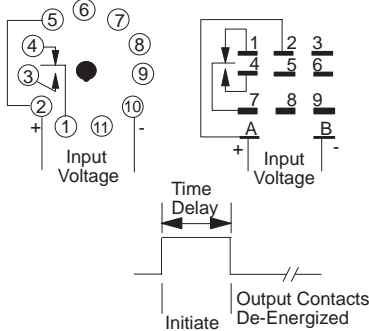 6
5
7
4
8
3
9
2
10
1
11
+
-
Input
Voltage
1 2 3
4 5 6
7 8 9
A B
+
-
Input
Voltage
Time
Delay
Initiate
Output Contacts
De-Energized